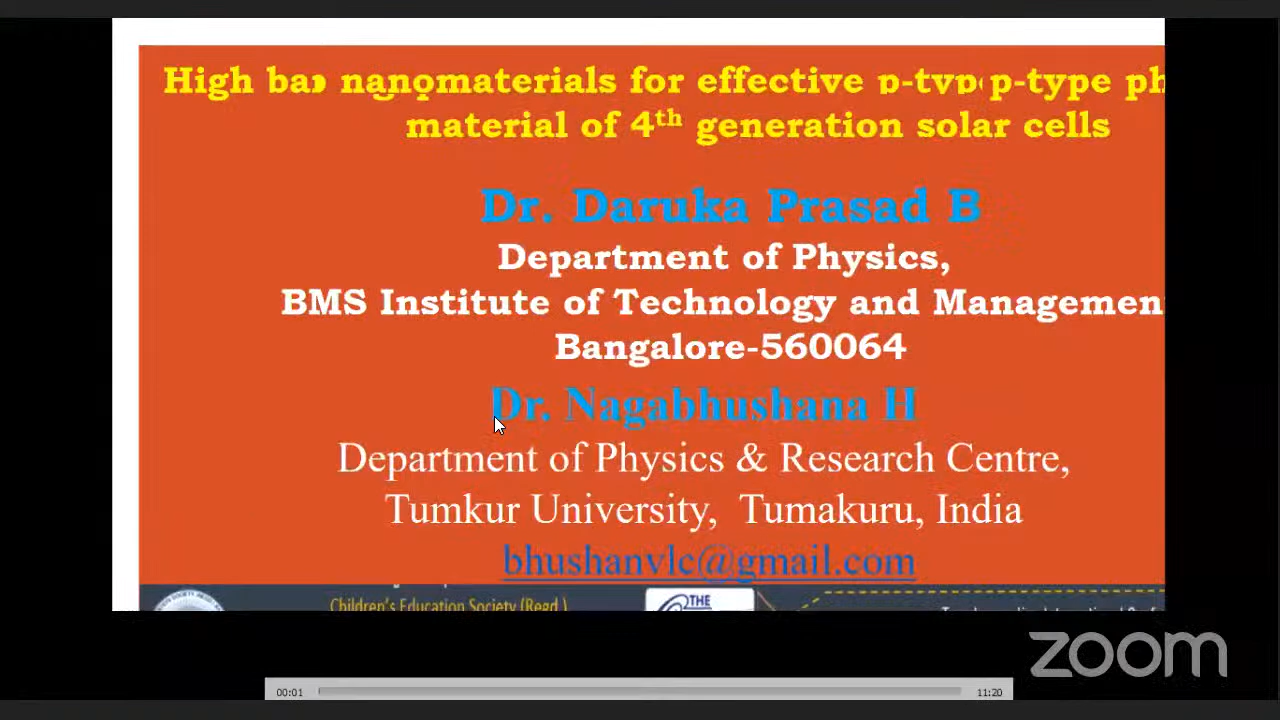 High nanomaterials for effective p-type
material of 4th generation solar cells
Dr. Daruka Prasad B
Department of Physics,
BMS Institute of Technology and Managemen
Bangalore-560064
Dr. Nagabhushana H
Department of Physics & Research Centre,
Tumkur University, Tumakuru, India
bhushanvlc@gmail.com
Children's Education Society (Regd.)
THE
zoom
00:01
11:20